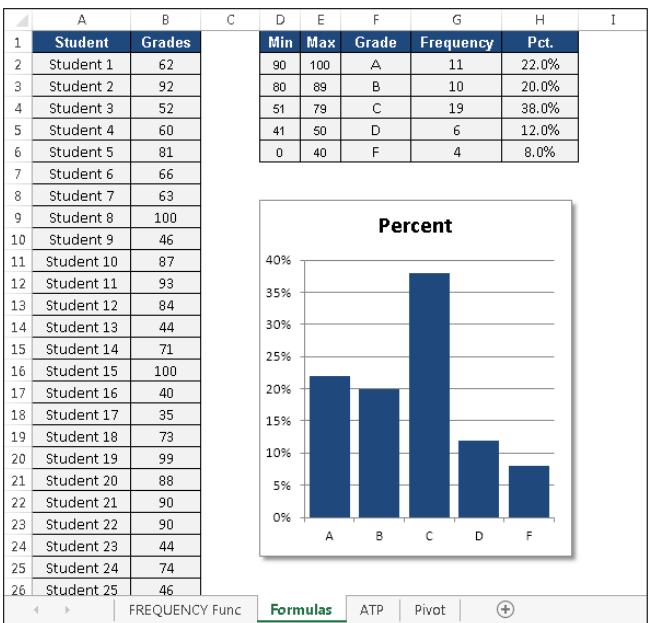 A B C D E F G H I
1 Student Grades Min Max Grade Frequency Pct.
2 Student 1 62 90 100 A 11 22.0%
3 Student 2 92 80 89 B 10 20.0%
4 Student 3 52 51 79 C 19 38.0%
5 Student 4 60 41 50 D 6 12.0%
6 Student 5 81 0 40 F 4 8.0%
7 Student 6 66
8 Student 7 63
9 Student 8 100
10 Student 9 46
11 Student 10 87
12 Student 11 93
13 Student 12 84
14 Student 13 44
15 Student 14 71
16 Student 15 100
17 Student 16 40
18 Student 17 35
19 Student 18 73
20 Student 19 99
21 Student 20 88
22 Student 21 90
23 Student 22 90
24 Student 23 44
25 Student 24 74
26 Student 25 46
Percent
40%
35%
30%
25%
20%
15%
10%
5%
0%
A B C D F
FREQUENCY Func Formulas ATP Pivot